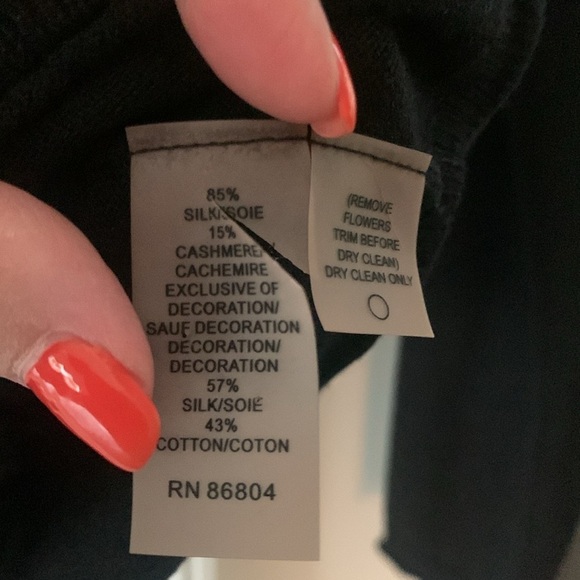 85%
SILK/SOIE
15%
CASHMERE/
CACHEMIRE
EXCLUSIVE OF
DECORATION/
SAUF DECORATION
DECORATION/
DECORATION
57%
SILK/SOIE
43%
COTTON/COTON
RN 86804
(REMOVE
FLOWERS
TRIM BEFORE
DRY CLEAN)
DRY CLEAN ONLY